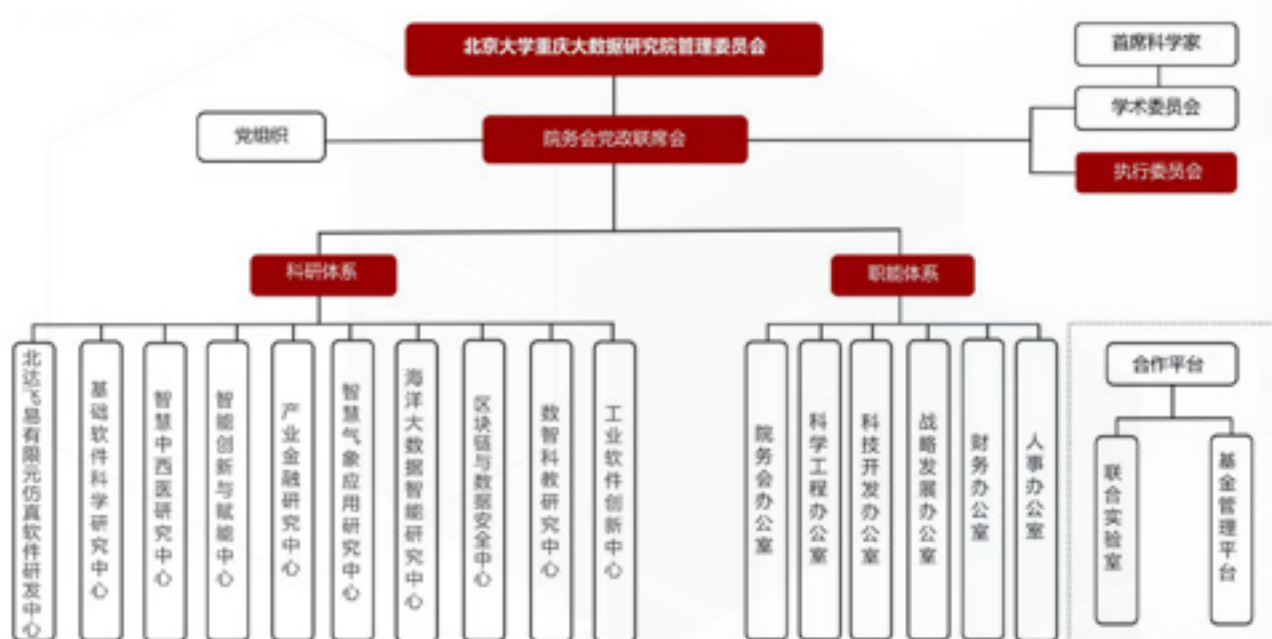 北京大学重庆大数据研究院管理委员会
首席科学家
学术委员会
党组织
院务会党政联席会
执行委员会
科研体系
职能体系
北达飞易有限元仿真软件研发中心
基础软件科学研究中心
智慧中西医研究中心
智能创新与赋能中心
产业金融研究中心
智慧气象应用研究中心
海洋大数据智能研究中心
区块链与数据安全中心
数智科教研究中心
工业软件创新中心
院务会办公室
科学工程办公室
科技开发办公室
战略发展办公室
财务办公室
人事办公室
合作平台
联合实验室
基金管理平台